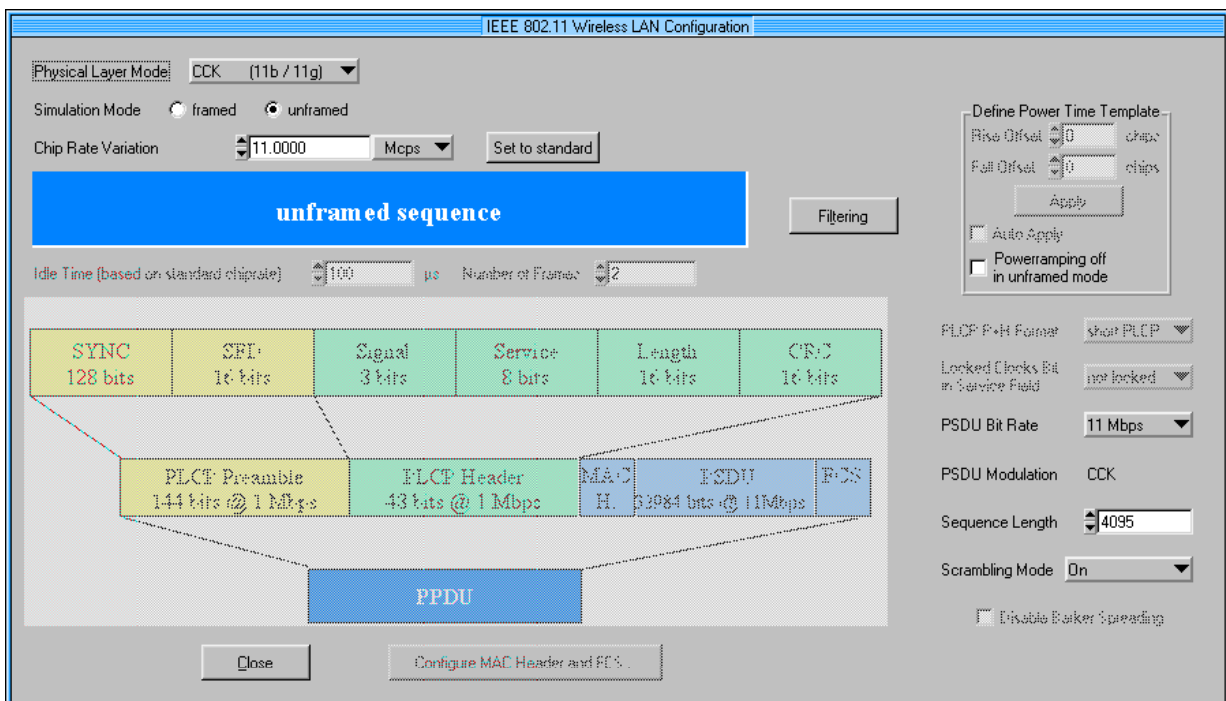 IEEE 802.11 Wireless LAN Configuration
Physical Layer Mode CCK (11b / 11g)
Simulation Mode framed unframed
Chip Rate Variation 11.0000 Mcps Set to standard
unframed sequence
Filtering
Define Power Time Template
Rise Offset 0 chips
Fall Offset 0 chips
Apply
Auto Apply
Powerramping off
in unframed mode
Idle Time (based on standard chiprate) 100 µs Number of Frames 2
SYNC
128 bits
SFD
16 bits
Signal
8 bits
Service
8 bits
Length
16 bits
CRC
16 bits
PLCP Preamble
144 bits @ 1 Mbps
PLCP Header
48 bits @ 1 Mbps
MAC
H.
PSDU
bits @ 11Mbps
FCS
PPDU
PLCP P+H Format short PLCP
Locked Clocks Bit
in Service Field not locked
PSDU Bit Rate 11 Mbps
PSDU Modulation CCK
Sequence Length 4095
Scrambling Mode On
Disable Barker Spreading
Close
Configure MAC Header and FCS...